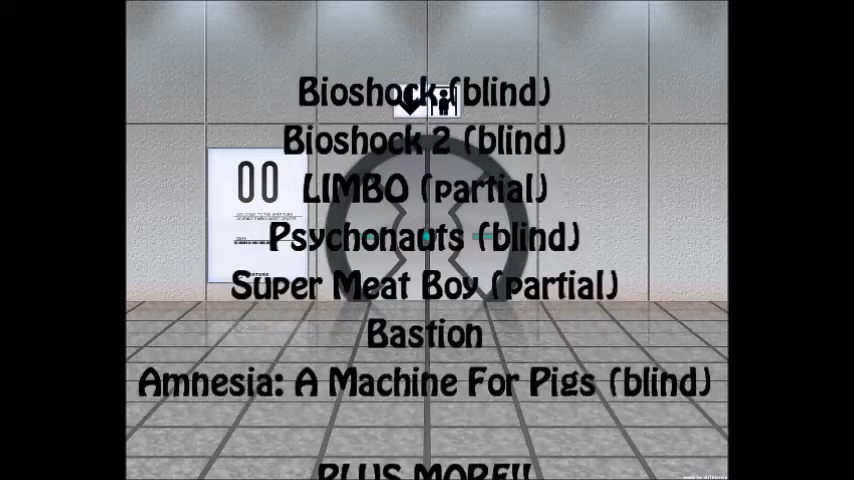 Bioshock (blind)
Bioshock 2 (blind)
00
LIMBO (partial)
Psychonauts (blind)
Super Meat Boy (partial)
Bastion
Amnesia: A Machine For Pigs (blind)
PLUS MORE!!